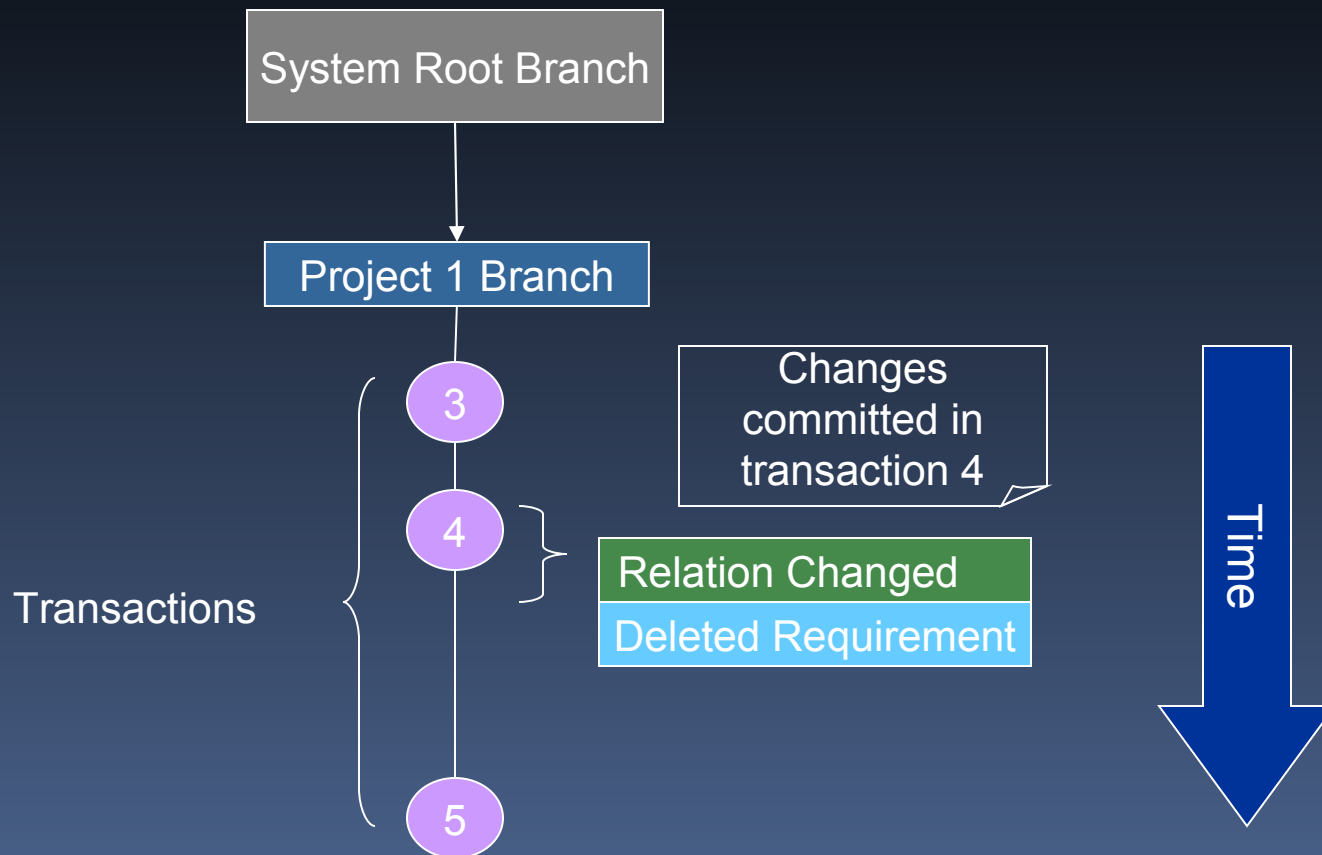 System Root Branch
Project 1 Branch
3
Changes
committed in
transaction 4
4
Relation Changed
Deleted Requirement
Transactions
Time
5